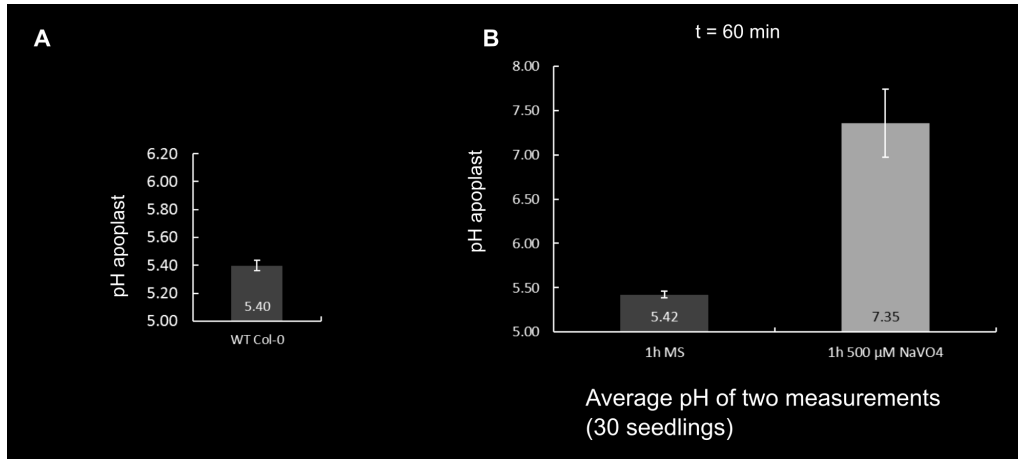 A
pH apoplast
6.20
6.00
5.80
5.60
5.40
5.20
5.00
5.40
WT Col-0
B
t = 60 min
pH apoplast
8.00
7.50
7.00
6.50
6.00
5.50
5.00
5.42
7.35
1h MS
1h 500 µM NaVO4
Average pH of two measurements
(30 seedlings)